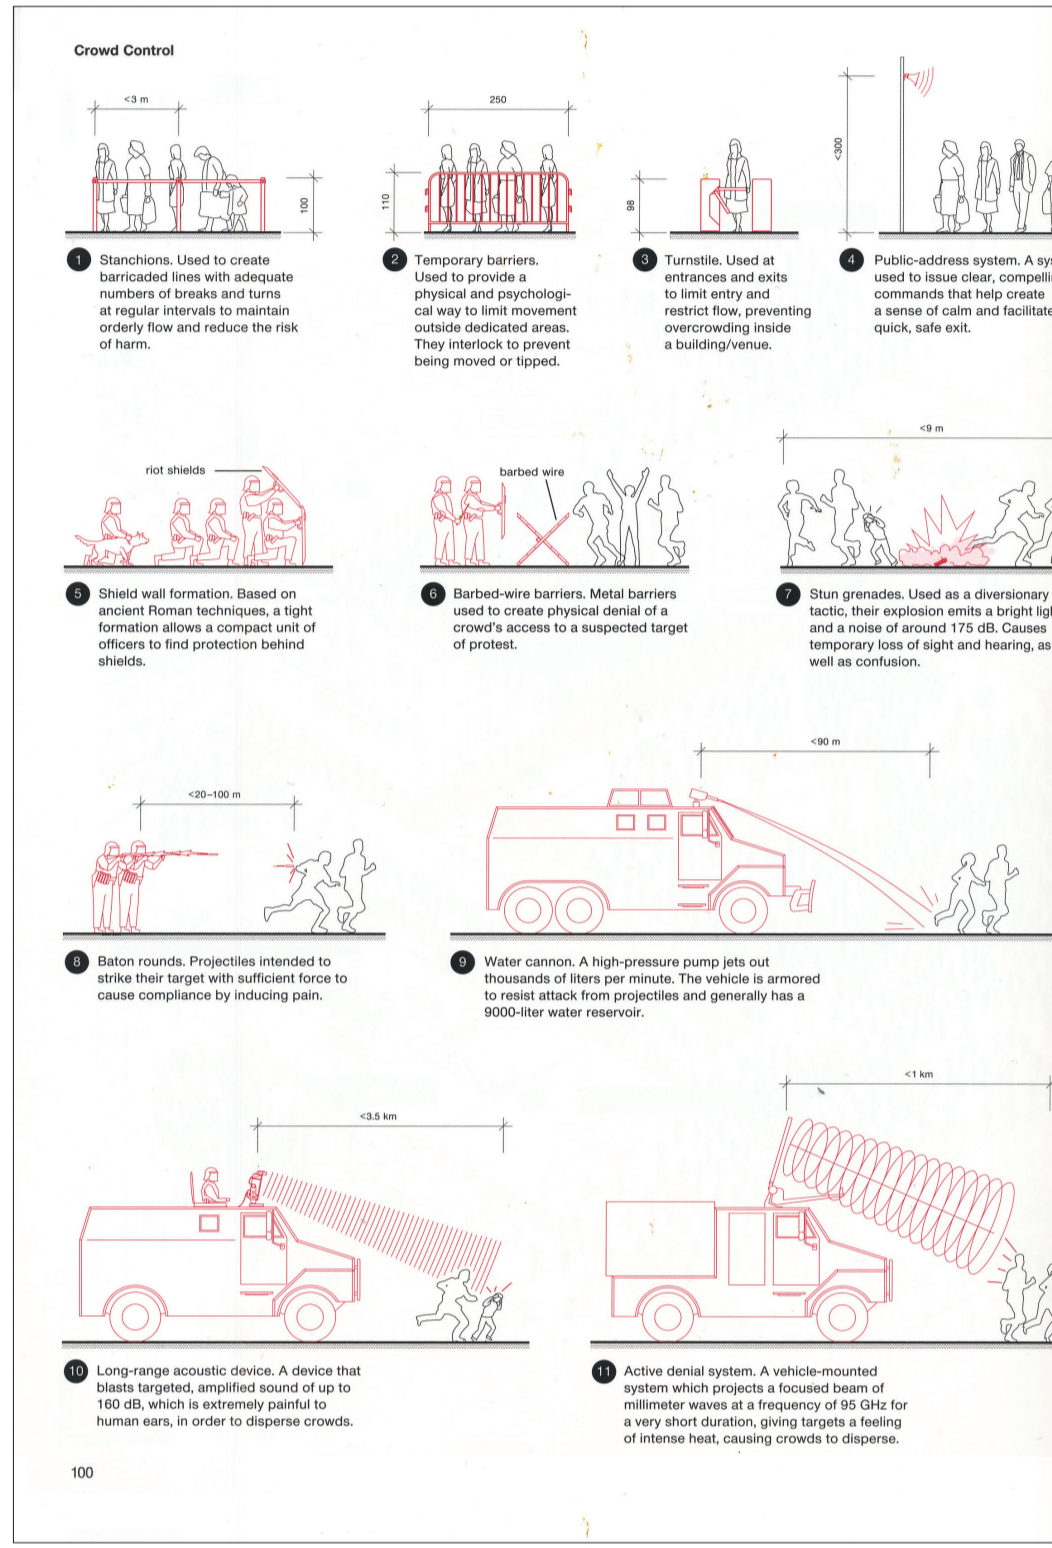 Crowd Control
<3 m
100
1 Stanchions. Used to create
barricaded lines with adequate
numbers of breaks and turns
at regular intervals to maintain
orderly flow and reduce the risk
of harm.
250
110
2 Temporary barriers.
Used to provide a
physical and psychologi-
cal way to limit movement
outside dedicated areas.
They interlock to prevent
being moved or tipped.
98
3 Turnstile. Used at
entrances and exits
to limit entry and
restrict flow, preventing
overcrowding inside
a building/venue.
<300
4 Public-address system. A
used to issue clear,
commands that help create
a sense of calm and facilitate
quick, safe exit.
riot shields
5 Shield wall formation. Based on
ancient Roman techniques, a tight
formation allows a compact unit of
officers to find protection behind
shields.
barbed wire
6 Barbed-wire barriers. Metal barriers
used to create physical denial of a
crowd's access to a suspected target
of protest.
<9 m
7 Stun grenades. Used as a diversionary
tactic, their explosion emits a bright
and a noise of around 175 dB. Causes
temporary loss of sight and hearing, as
well as confusion.
<20–100 m
8 Baton rounds. Projectiles intended to
strike their target with sufficient force to
cause compliance by inducing pain.
<90 m
9 Water cannon. A high-pressure pump jets out
thousands of liters per minute. The vehicle is armored
to resist attack from projectiles and generally has a
9000-liter water reservoir.
<3.5 km
10 Long-range acoustic device. A device that
blasts targeted, amplified sound of up to
160 dB, which is extremely painful to
human ears, in order to disperse crowds.
<1 km
11 Active denial system. A vehicle-mounted
system which projects a focused beam of
millimeter waves at a frequency of 95 GHz for
a very short duration, giving targets a feeling
of intense heat, causing crowds to disperse.
100